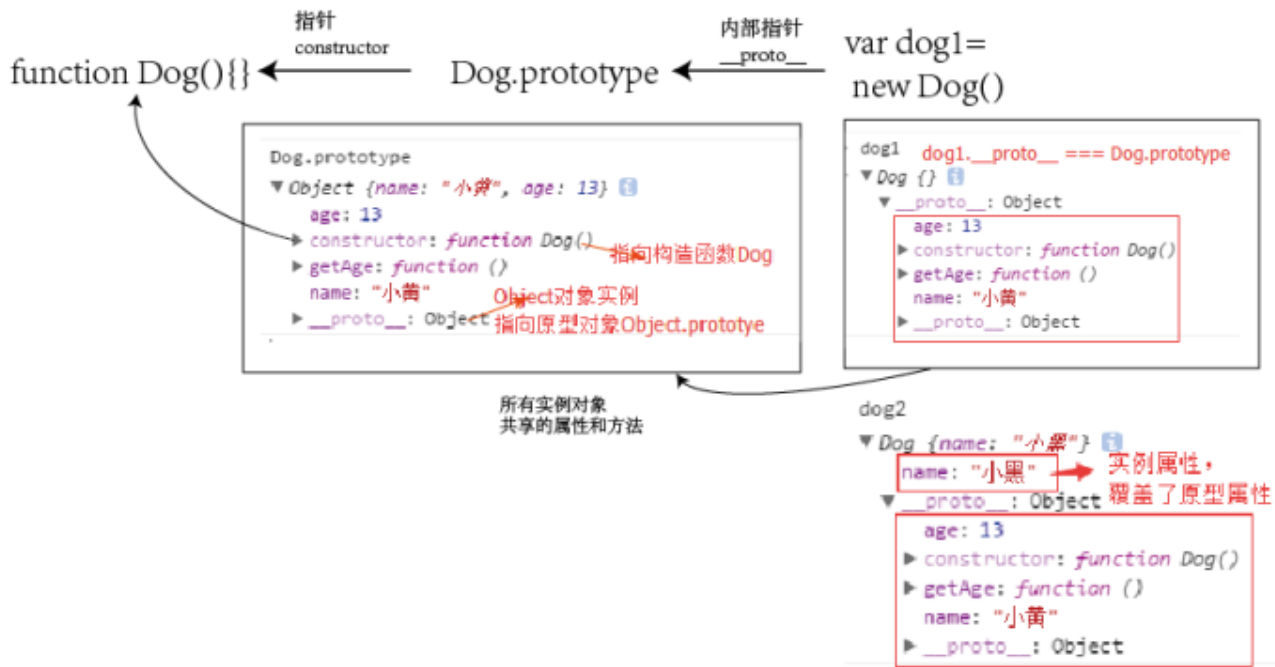 指针
constructor
function Dog(){}
Dog.prototype
内部指针
__proto__
var dog1=
new Dog()
Dog.prototype
Object {name: "小黄", age: 13}
age: 13
constructor: function Dog()
指向构造函数Dog
getAge: function ()
name: "小黄"
Object对象实例
__proto__: Object
指向原型对象Object.prototye
所有实例对象
共享的属性和方法
dog1
dog1.__proto__ === Dog.prototype
Dog {}
__proto__: Object
age: 13
constructor: function Dog()
getAge: function ()
name: "小黄"
__proto__: Object
dog2
Dog {name: "小黑"}
name: "小黑"
实例属性，
覆盖了原型属性
__proto__: Object
age: 13
constructor: function Dog()
getAge: function ()
name: "小黄"
__proto__: Object